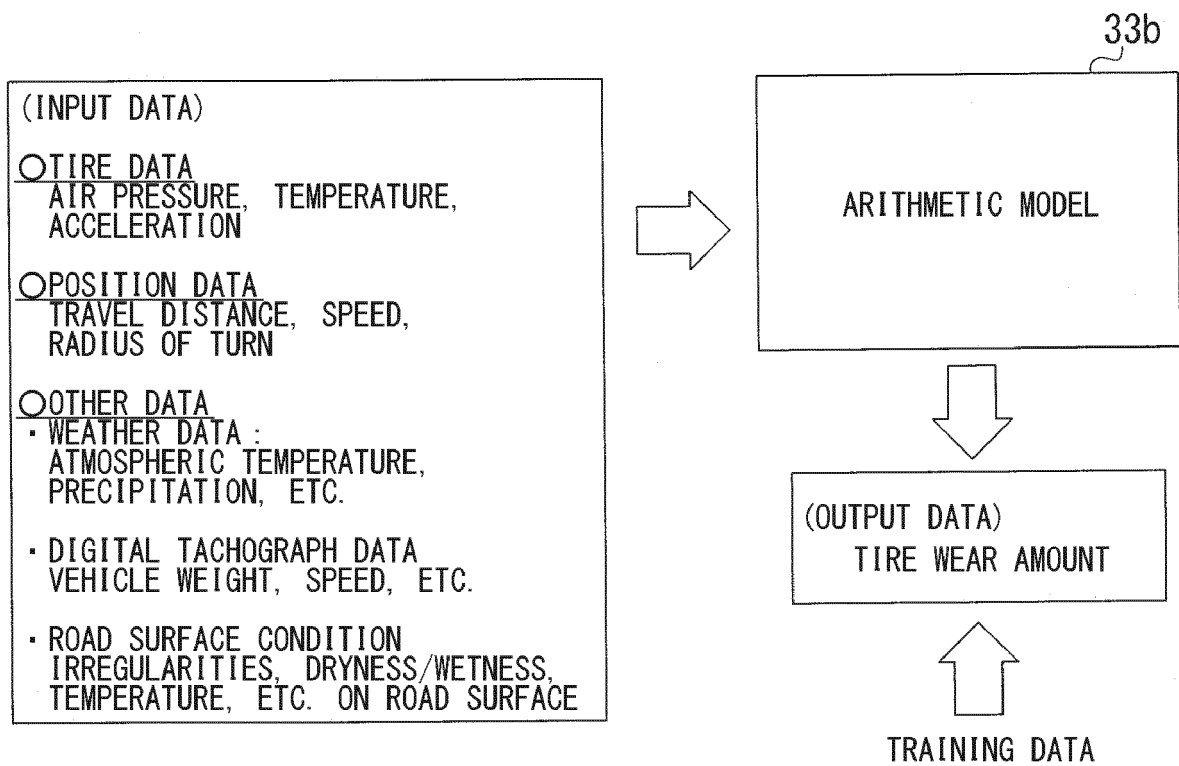 33b
(INPUT DATA)
○TIRE DATA
AIR PRESSURE, TEMPERATURE,
ACCELERATION
○POSITION DATA
TRAVEL DISTANCE, SPEED,
RADIUS OF TURN
○OTHER DATA
・WEATHER DATA :
ATMOSPHERIC TEMPERATURE,
PRECIPITATION, ETC.
・DIGITAL TACHOGRAPH DATA
VEHICLE WEIGHT, SPEED, ETC.
・ROAD SURFACE CONDITION
IRREGULARITIES, DRYNESS/WETNESS,
TEMPERATURE, ETC. ON ROAD SURFACE
ARITHMETIC MODEL
(OUTPUT DATA)
TIRE WEAR AMOUNT
TRAINING DATA